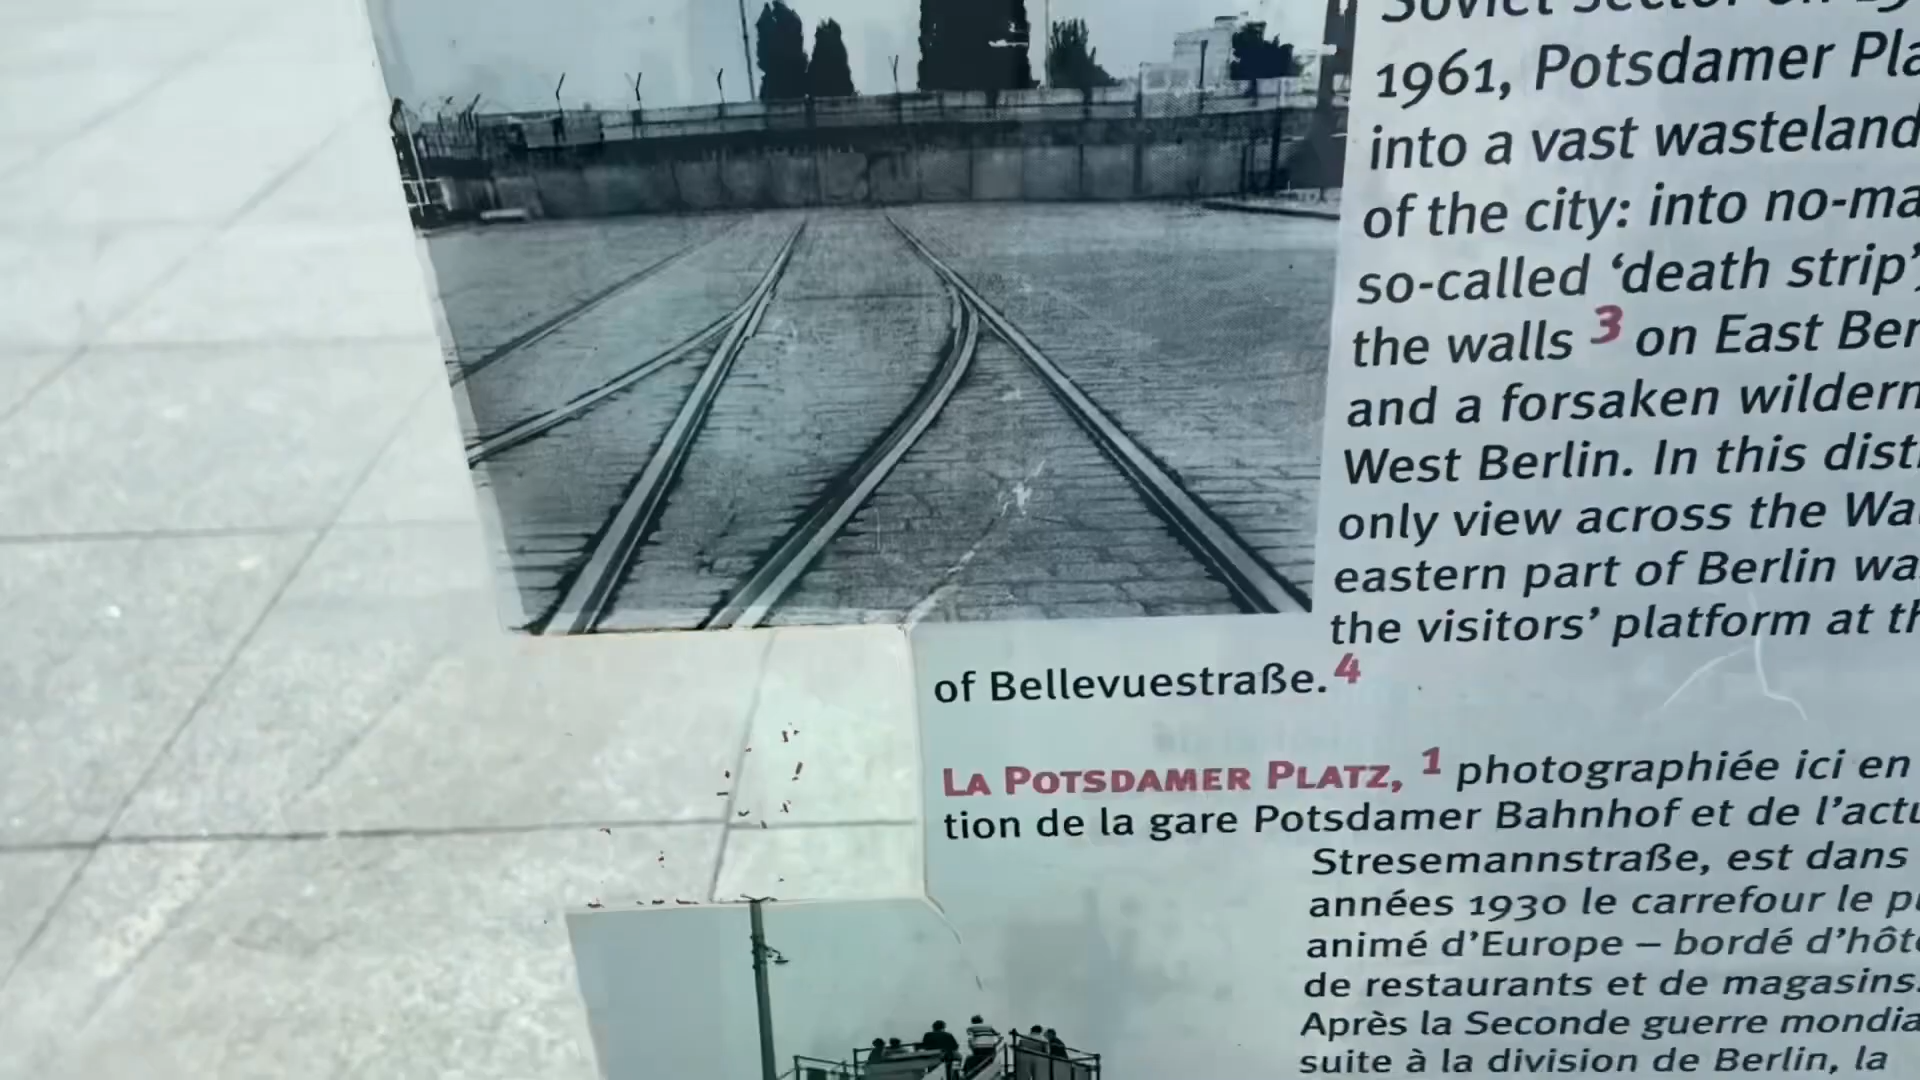 1961, Potsdamer
into a vast wasteland
of the city: into
so-called ‘death strip’,
the walls 3 on East
and a forsaken
West Berlin. In this
only view across the
eastern part of Berlin
the visitors’ platform at
of Bellevuestraße. 4
LA POTSDAMER PLATZ, 1 photographiée ici en
tion de la gare Potsdamer Bahnhof et de
Stresemannstraße, est dans
années 1930 le carrefour le
animé d’Europe – bordé
de restaurants et de magasins.
Après la Seconde guerre
suite à la division de Berlin, la